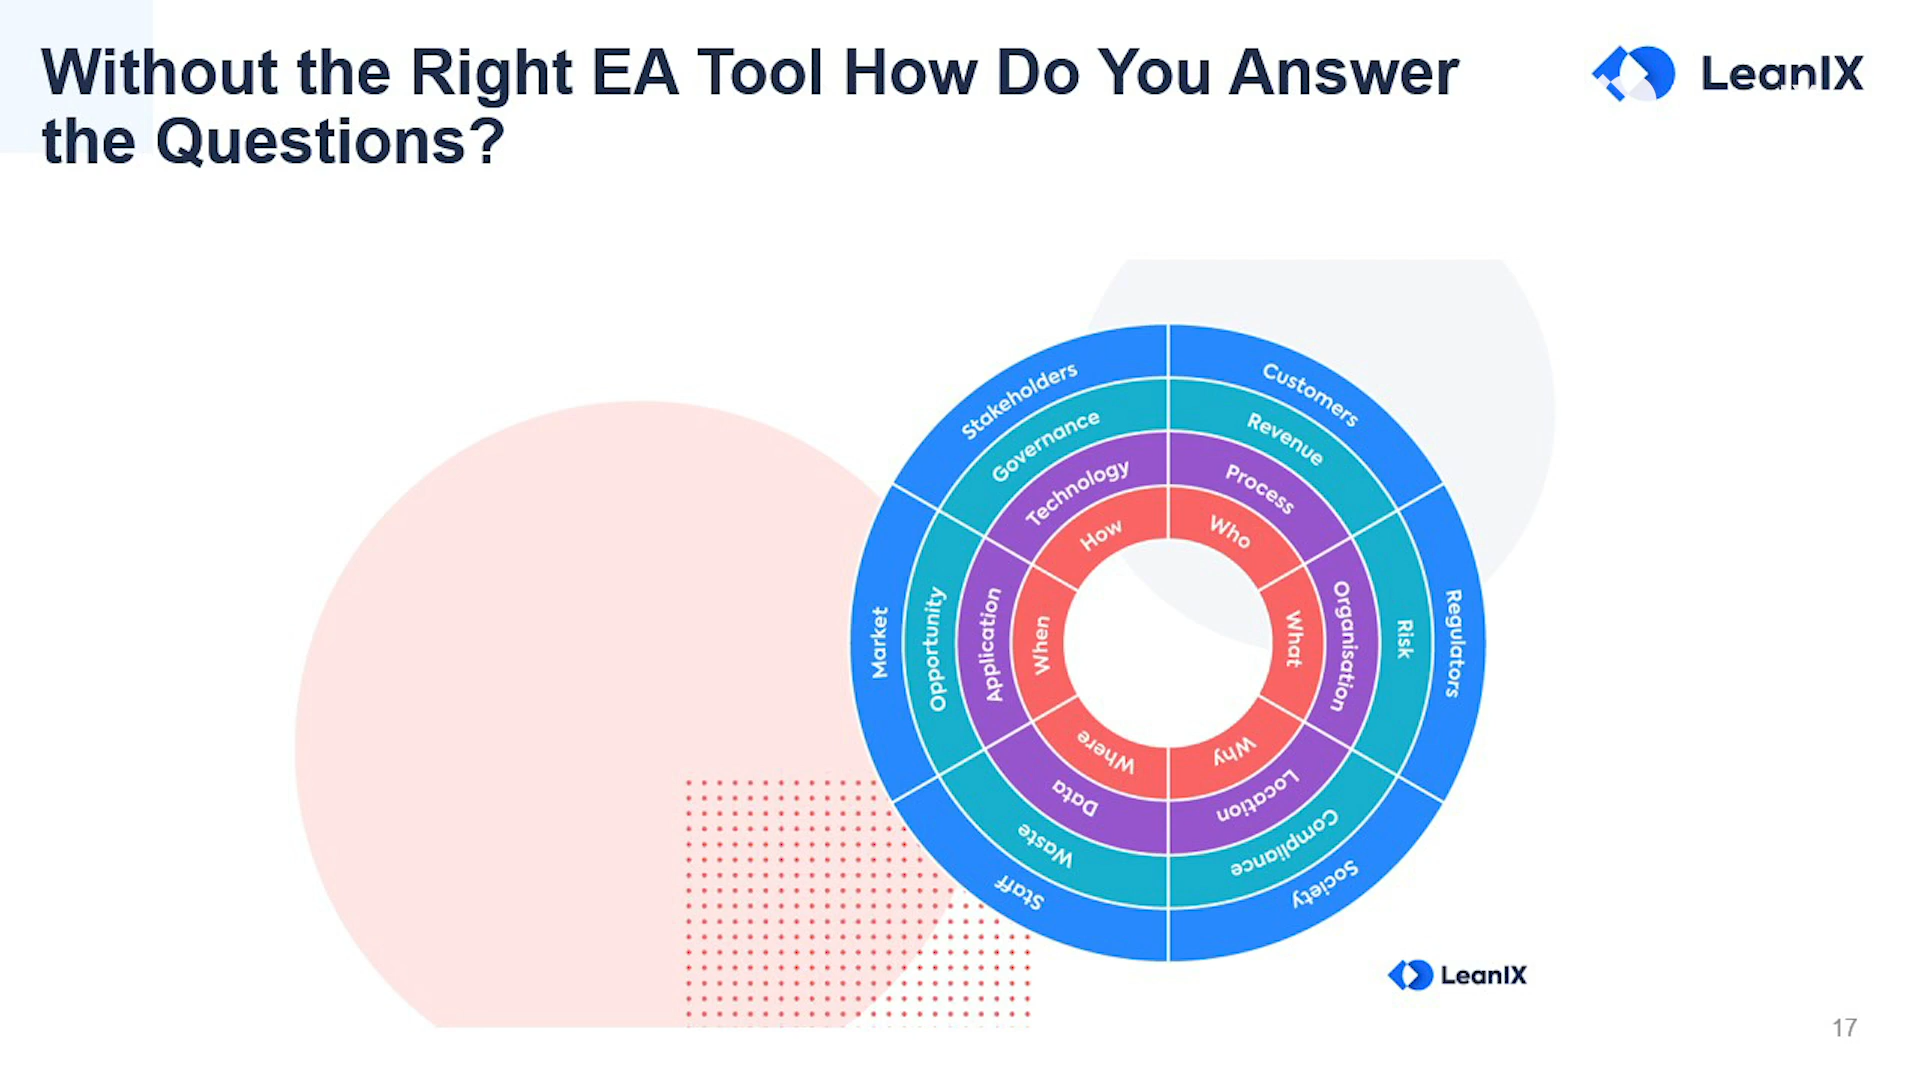 Without the Right EA Tool How Do You Answer
the Questions?
LeanIX
Stakeholders
Customers
Governance
Revenue
Technology
Process
How
Who
Market
Opportunity
Application
When
What
Organisation
Risk
Regulators
Where
Why
Data
Location
Waste
Compliance
Staff
Society
LeanIX
17